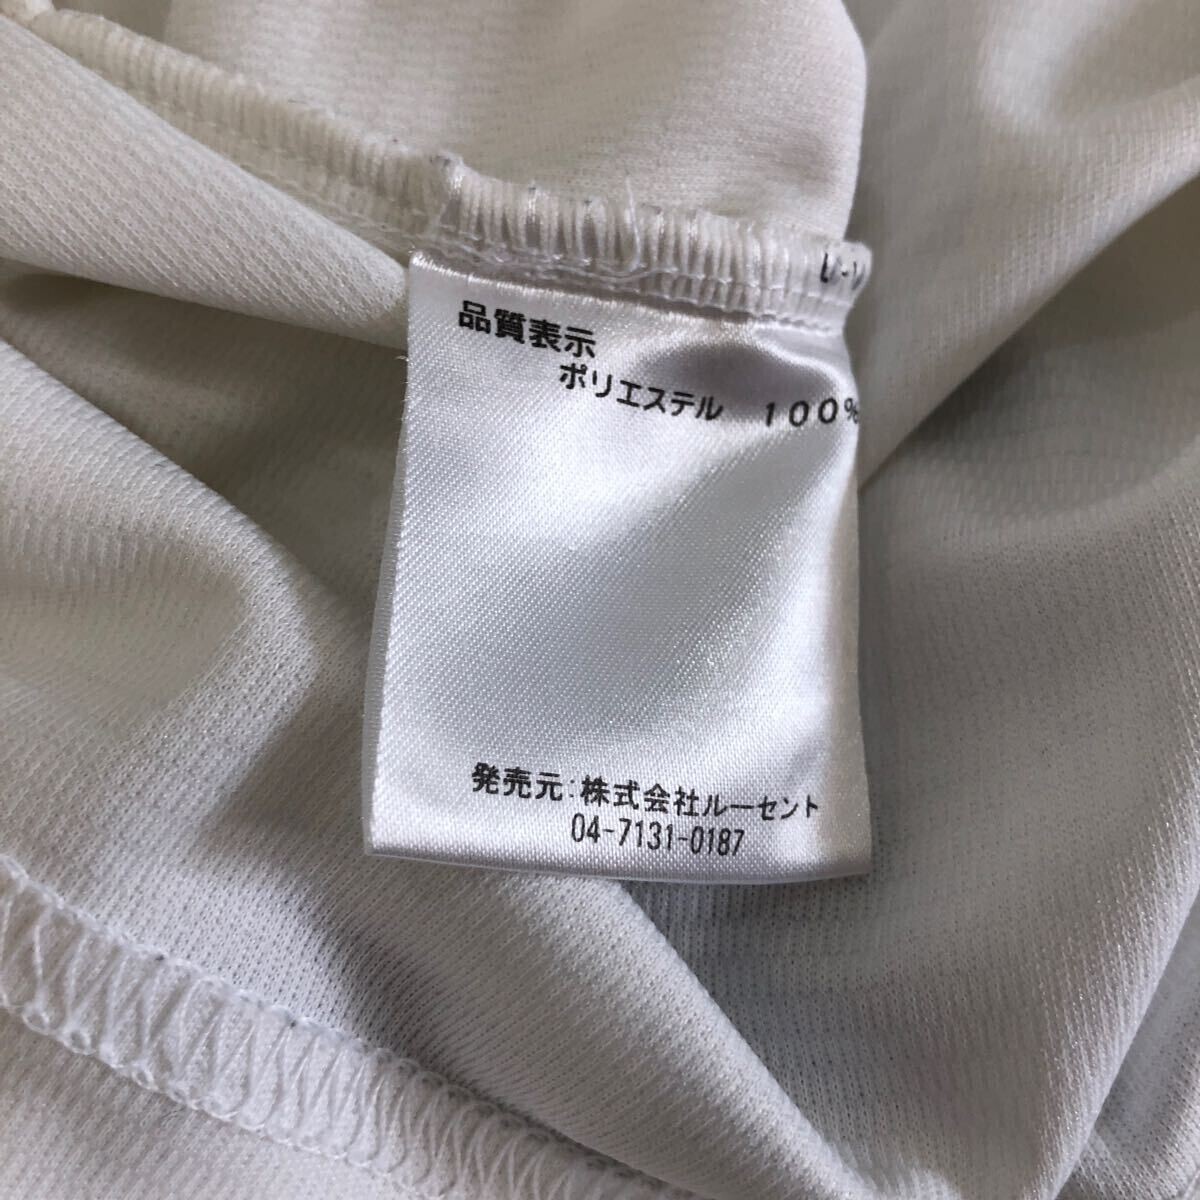 品質表示
ポリエステル 100%
発売元:株式会社ルーセント
04-7131-0187